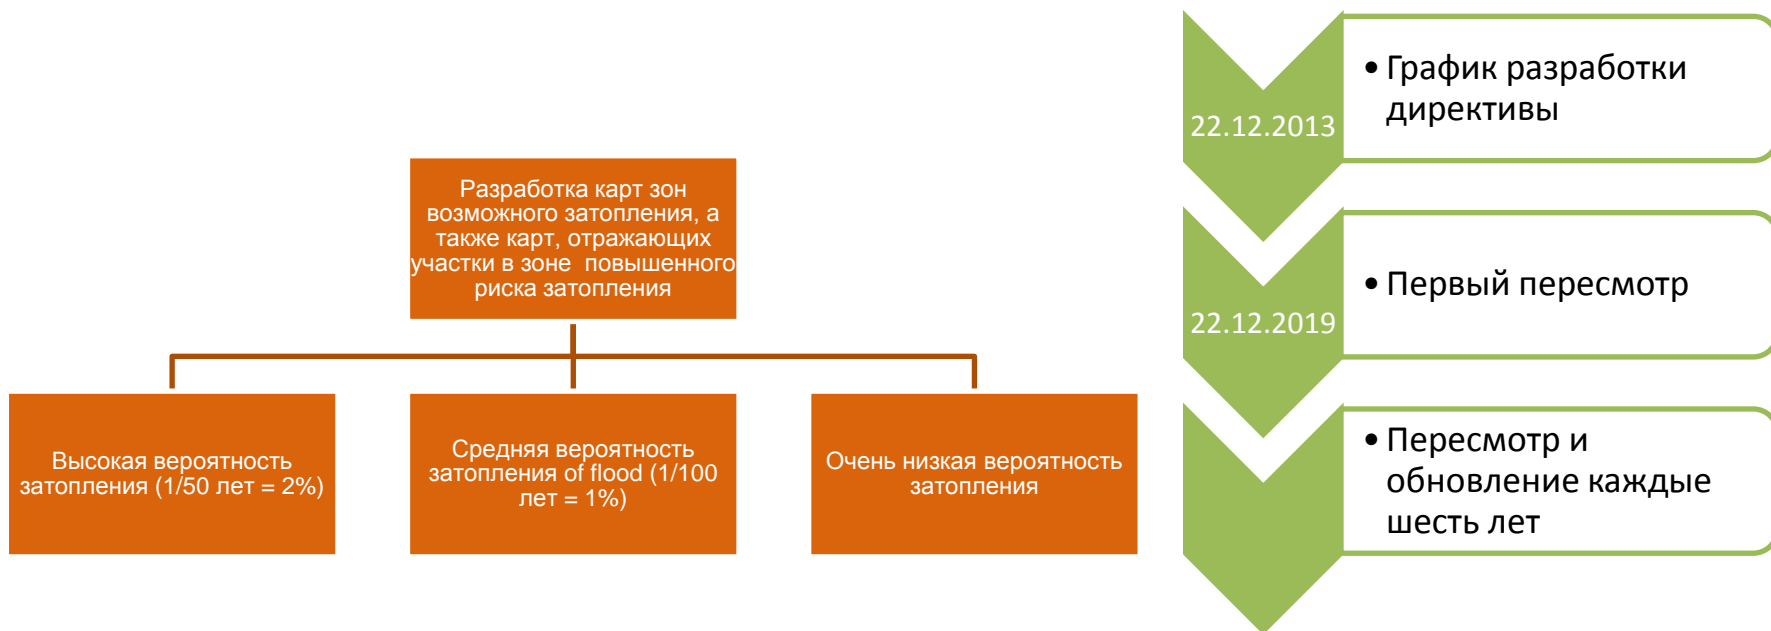 Разработка карт зон
возможного затопления, а
также карт, отражающих
участки в зоне повышенного
риска затопления
Высокая вероятность
затопления (1/50 лет = 2%)
Средняя вероятность
затопления of flood (1/100
лет = 1%)
Очень низкая вероятность
затопления
22.12.2013
• График разработки
директивы
22.12.2019
• Первый пересмотр
• Пересмотр и
обновление каждые
шесть лет